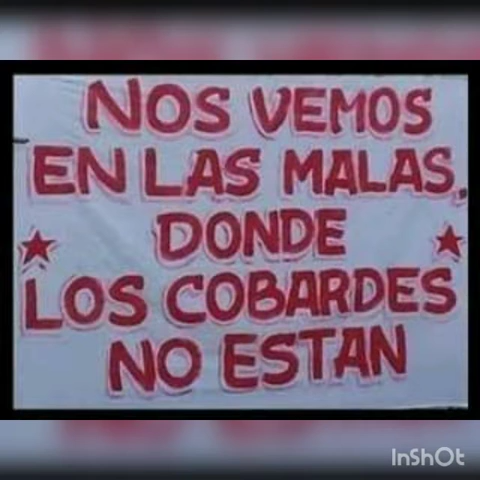 NOS VEMOS
EN LAS MALAS,
DONDE
LOS COBARDES
NO ESTAN
InShOt